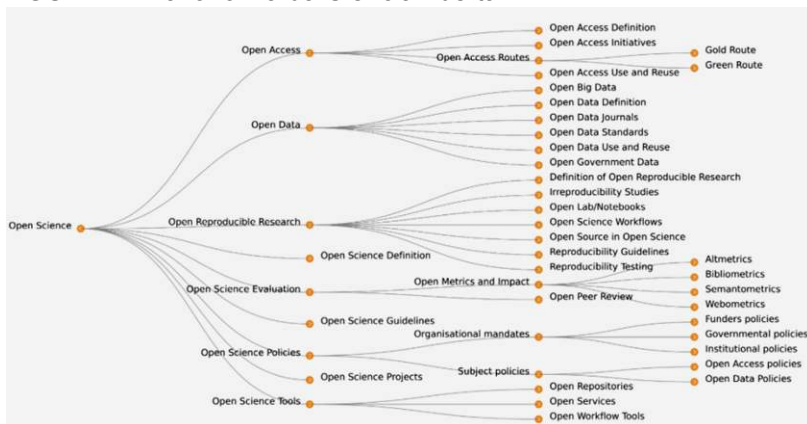 Open Science
Open Access
Open Access Definition
Open Access Initiatives
Open Access Routes
Gold Route
Green Route
Open Access Use and Reuse
Open Data
Open Big Data
Open Data Definition
Open Data Journals
Open Data Standards
Open Data Use and Reuse
Open Government Data
Open Reproducible Research
Definition of Open Reproducible Research
Irreproducibility Studies
Open Lab/Notebooks
Open Science Workflows
Open Source in Open Science
Reproducibility Guidelines
Reproducibility Testing
Open Science Definition
Open Science Evaluation
Open Metrics and Impact
Altmetrics
Bibliometrics
Semantometrics
Webometrics
Open Peer Review
Open Science Guidelines
Open Science Policies
Organisational mandates
Funders policies
Governmental policies
Institutional policies
Subject policies
Open Access policies
Open Data Policies
Open Science Projects
Open Science Tools
Open Repositories
Open Services
Open Workflow Tools